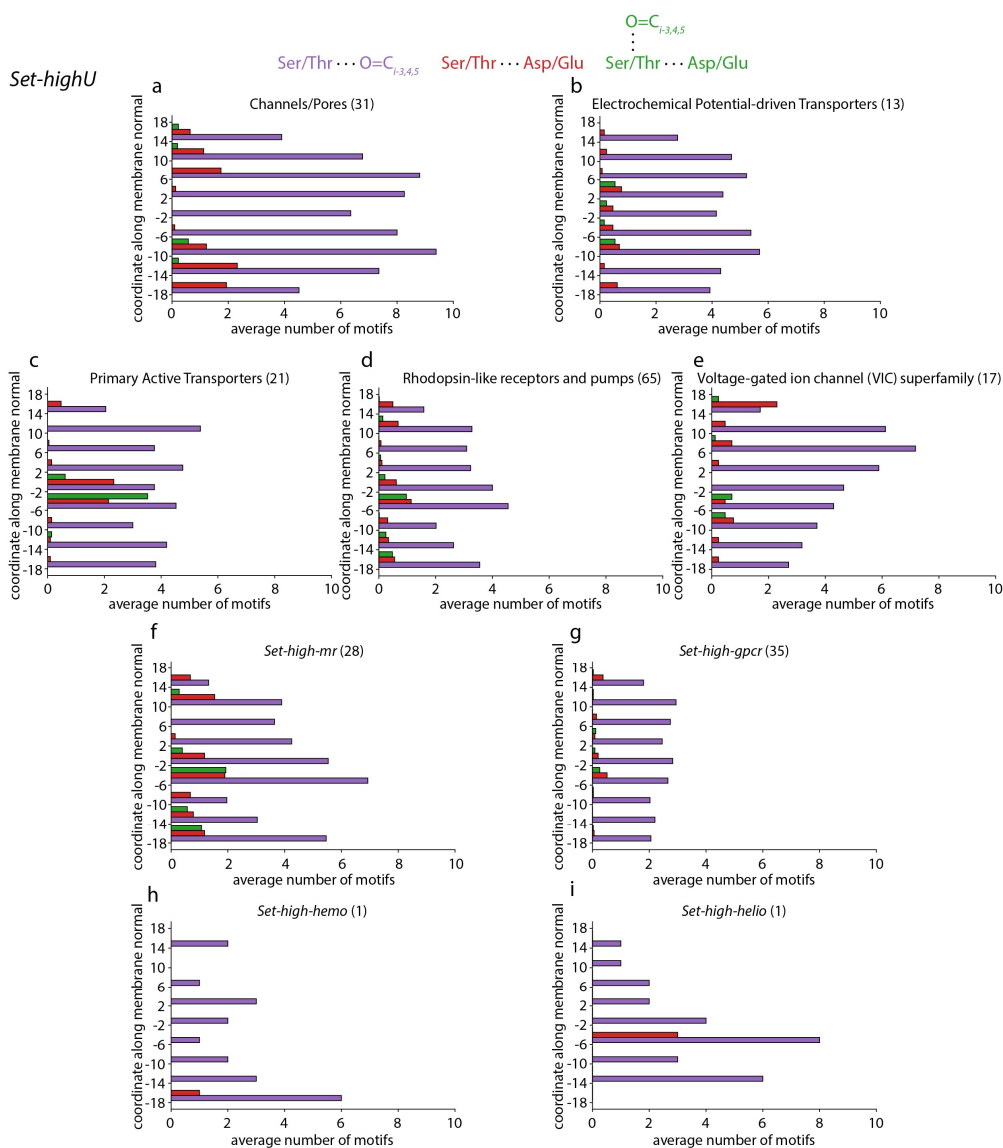 O=Ci-3,4,5
Ser/Thr ··· O=Ci-3,4,5 Ser/Thr ··· Asp/Glu Ser/Thr ··· Asp/Glu
Set-highU
a
Channels/Pores (31)
coordinate along membrane normal
18
14
10
6
2
-2
-6
-10
-14
-18
0 2 4 6 8 10
average number of motifs
b
Electrochemical Potential-driven Transporters (13)
coordinate along membrane normal
18
14
10
6
2
-2
-6
-10
-14
-18
0 2 4 6 8 10
average number of motifs
c
Primary Active Transporters (21)
coordinate along membrane normal
18
14
10
6
2
-2
-6
-10
-14
-18
0 2 4 6 8 10
average number of motifs
d
Rhodopsin-like receptors and pumps (65)
coordinate along membrane normal
18
14
10
6
2
-2
-6
-10
-14
-18
0 2 4 6 8 10
average number of motifs
e
Voltage-gated ion channel (VIC) superfamily (17)
coordinate along membrane normal
18
14
10
6
2
-2
-6
-10
-14
-18
0 2 4 6 8 10
average number of motifs
f
Set-high-mr (28)
coordinate along membrane normal
18
14
10
6
2
-2
-6
-10
14
-18
0 2 4 6 8 10
average number of motifs
g
Set-high-gpcr (35)
coordinate along membrane normal
18
14
10
6
2
-2
-6
-10
14
-18
0 2 4 6 8 10
average number of motifs
h
Set-high-hemo (1)
coordinate along membrane normal
18
14
10
6
2
-2
-6
-10
-14
-18
0 2 4 6 8 10
average number of motifs
i
Set-high-helio (1)
coordinate along membrane normal
18
14
10
6
2
-2
-6
-10
-14
-18
0 2 4 6 8 10
average number of motifs